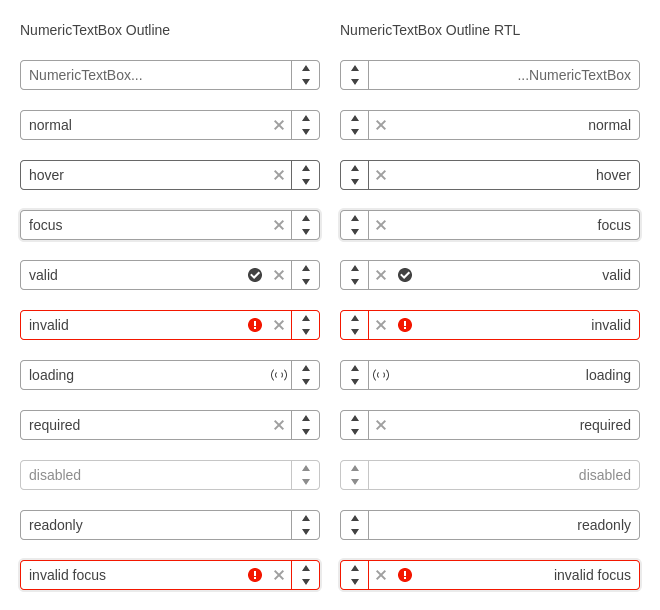 NumericTextBox Outline
NumericTextBox...
normal
hover
focus
valid
invalid
loading
required
disabled
readonly
invalid focus
NumericTextBox Outline RTL
...NumericTextBox
normal
hover
focus
valid
invalid
loading
required
disabled
readonly
invalid focus